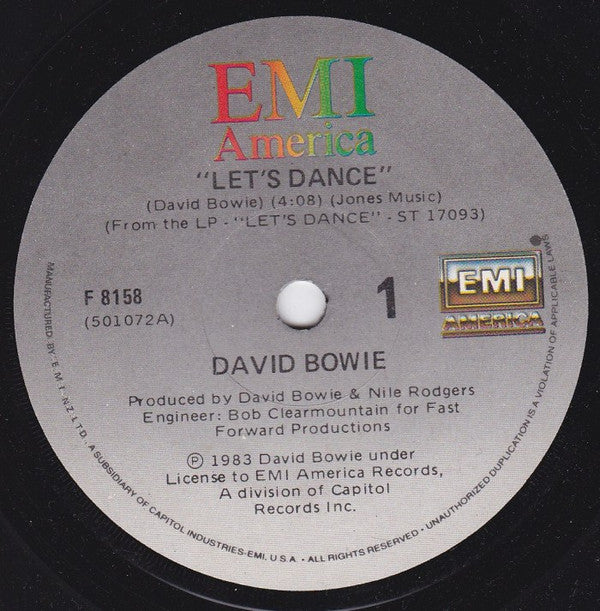 EMI
America
"LET'S DANCE"
(David Bowie) (4:08) (Jones Music)
(From the LP - "LET'S DANCE" - ST 17093)
F 8158
(501072A)
1
EMI
AMERICA
DAVID BOWIE
Produced by David Bowie & Nile Rodgers
Engineer: Bob Clearmountain for Fast
Forward Productions
℗ 1983 David Bowie under
License to EMI America Records,
A division of Capitol
Records Inc.
MANUFACTURED BY E.M.I. NZ LTD. A SUBSIDIARY OF CAPITOL INDUSTRIES-EMI, U.S.A. - ALL RIGHTS RESERVED - UNAUTHORIZED DUPLICATION IS A VIOLATION OF APPLICABLE LAWS